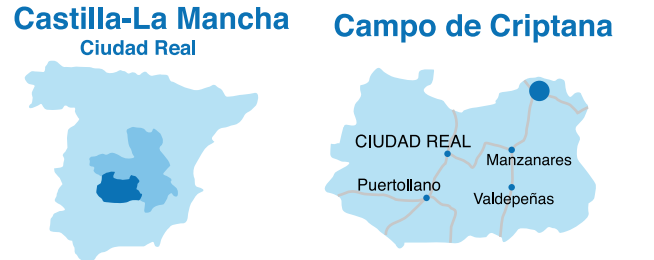 Castilla-La Mancha
Ciudad Real
Campo de Criptana
CIUDAD REAL
Manzanares
Puertollano
Valdepeñas